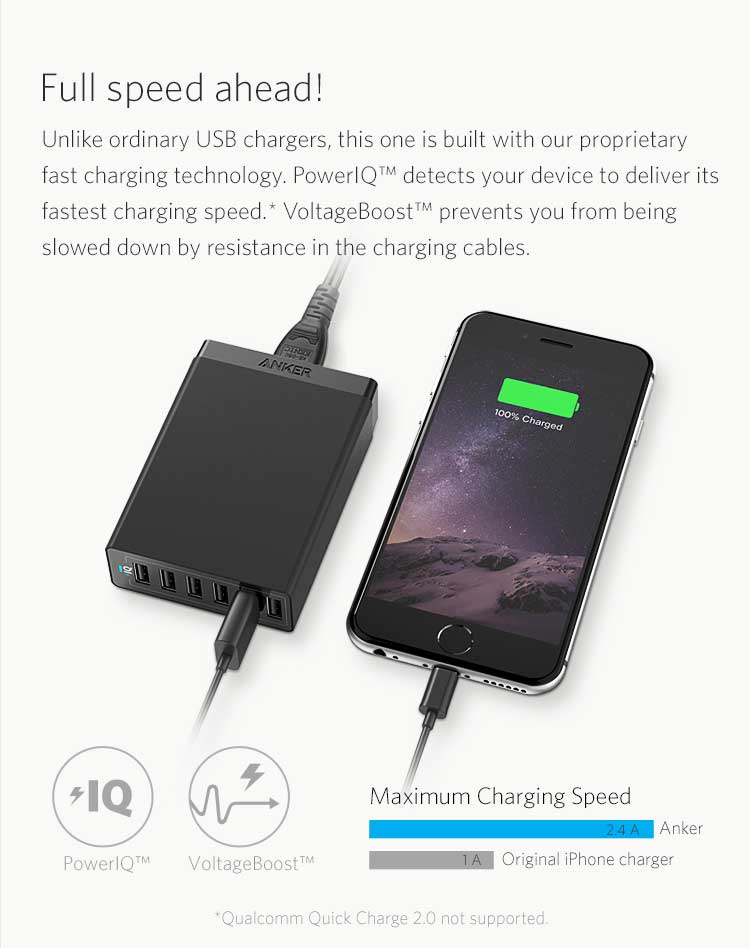 Full speed ahead!
Unlike ordinary USB chargers, this one is built with our proprietary
fast charging technology. PowerIQ™ detects your device to deliver its
fastest charging speed.* VoltageBoost™ prevents you from being
slowed down by resistance in the charging cables.
ANKER
100% Charged
IQ
IQ
PowerIQ™
VoltageBoost™
Maximum Charging Speed
2.4 A Anker
1 A Original iPhone charger
*Qualcomm Quick Charge 2.0 not supported.